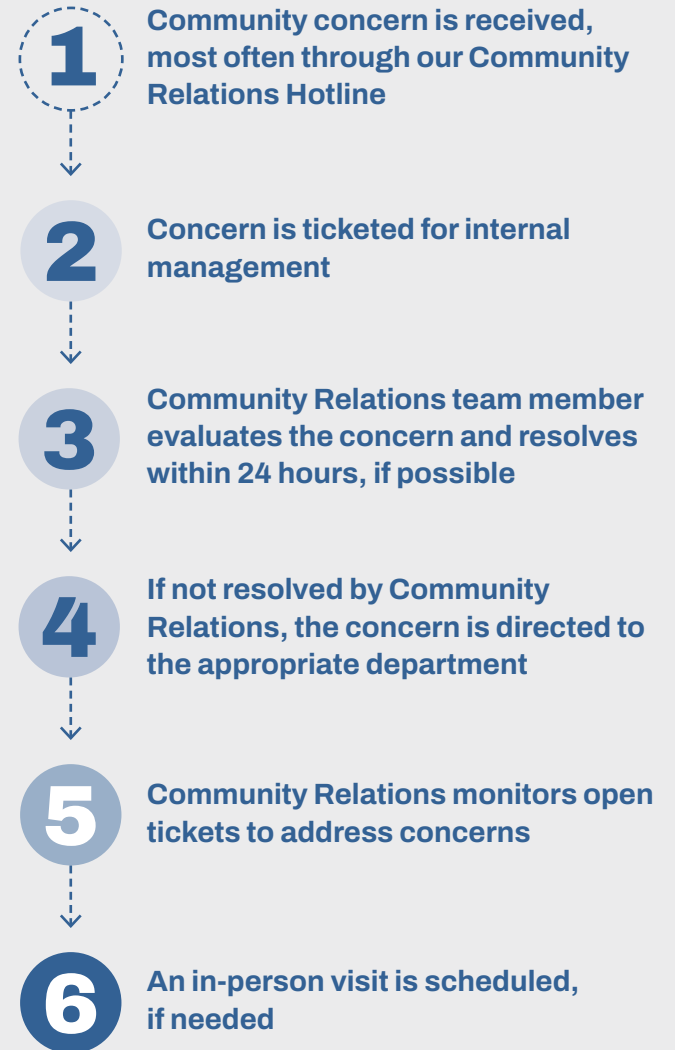 1
Community concern is received,
most often through our Community
Relations Hotline
2
Concern is ticketed for internal
management
3
Community Relations team member
evaluates the concern and resolves
within 24 hours, if possible
4
If not resolved by Community
Relations, the concern is directed to
the appropriate department
5
Community Relations monitors open
tickets to address concerns
6
An in-person visit is scheduled,
if needed